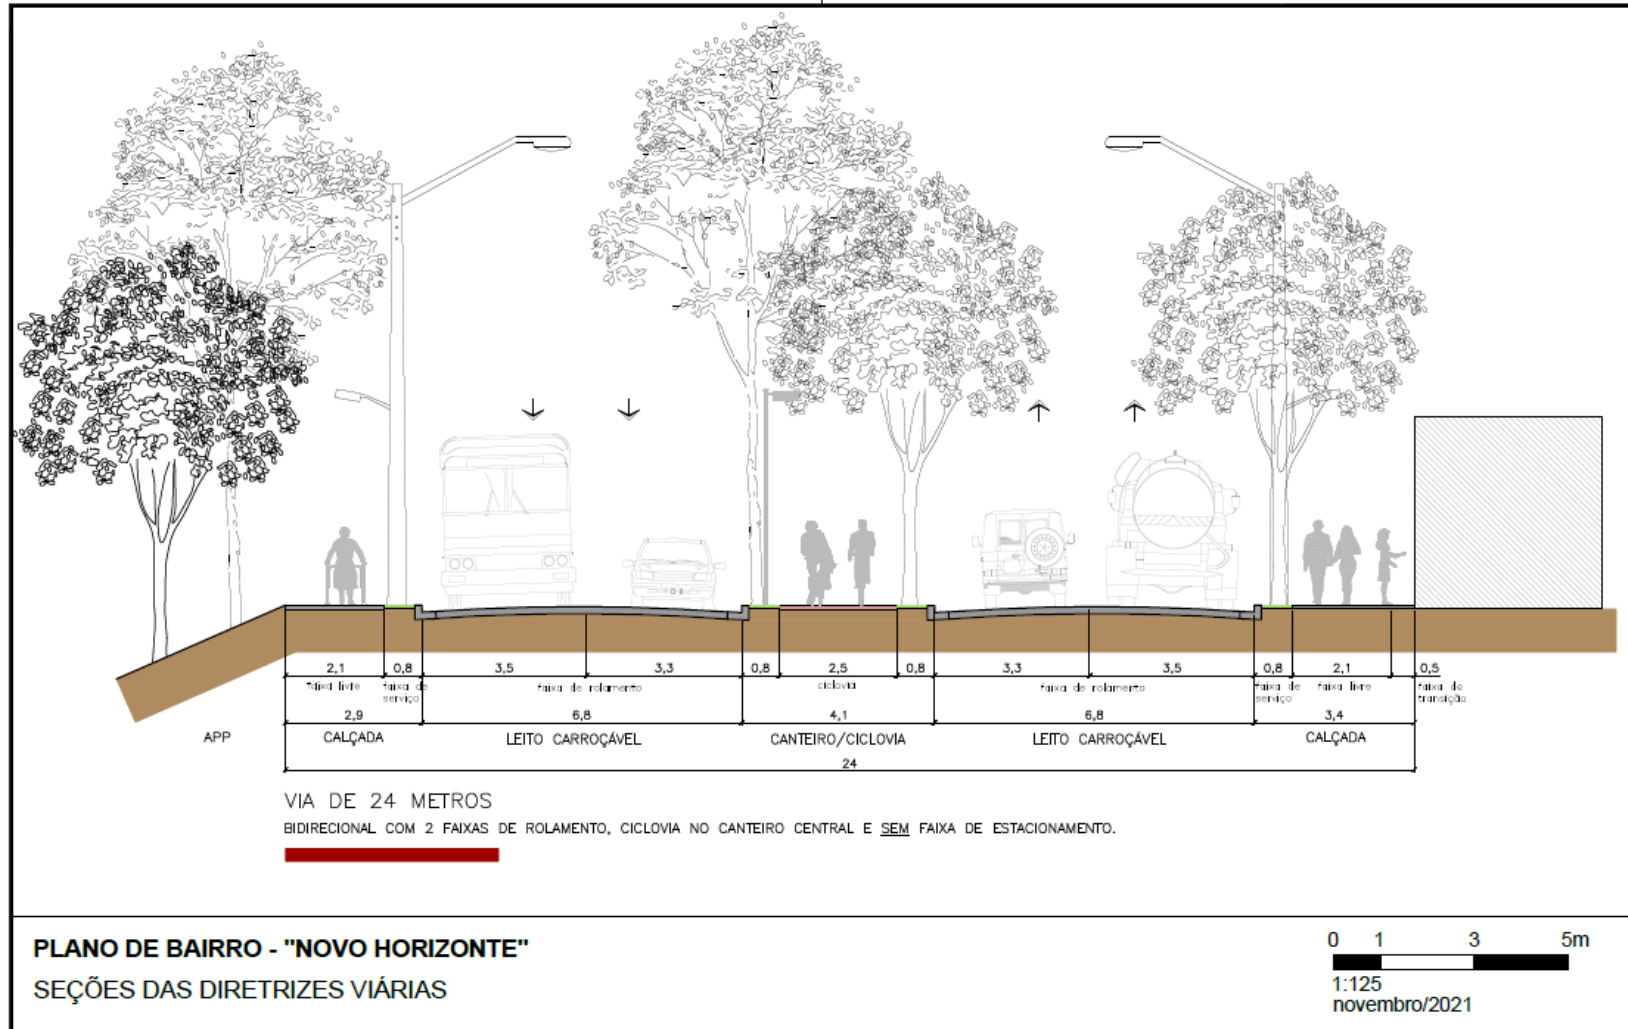 2,1 0,8 3,5 3,3 0,8 2,5 0,8 3,3 3,5 0,8 2,1 0,5
faixa livre faixa de serviço faixa de rolamento ciclovia faixa de rolamento faixa de serviço faixa livre faixa de transição
2,9 6,8 4,1 6,8 3,4
APP CALÇADA LEITO CARROÇÁVEL CANTEIRO/CICLOVIA LEITO CARROÇÁVEL CALÇADA
24
VIA DE 24 METROS
BIDIRECIONAL COM 2 FAIXAS DE ROLAMENTO, CICLOVIA NO CANTEIRO CENTRAL E SEM FAIXA DE ESTACIONAMENTO.
PLANO DE BAIRRO - "NOVO HORIZONTE"
SEÇÕES DAS DIRETRIZES VIÁRIAS
0 1 3 5m
1:125
novembro/2021